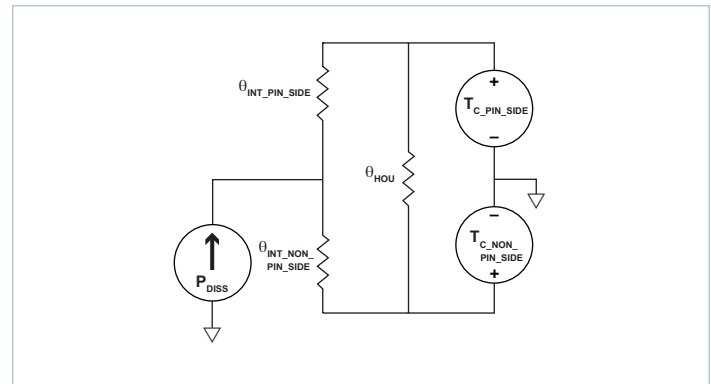 θINT_PIN_SIDE
+
TC_PIN_SIDE
–
θHOU
–
TC_NON_
PIN_SIDE
+
θINT_NON_
PIN_SIDE
PDISS